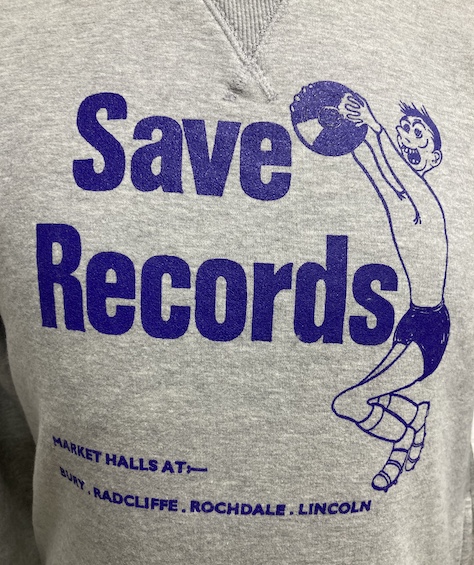 Save
Records
MARKET HALLS AT:—
BURY . RADCLIFFE . ROCHDALE . LINCOLN